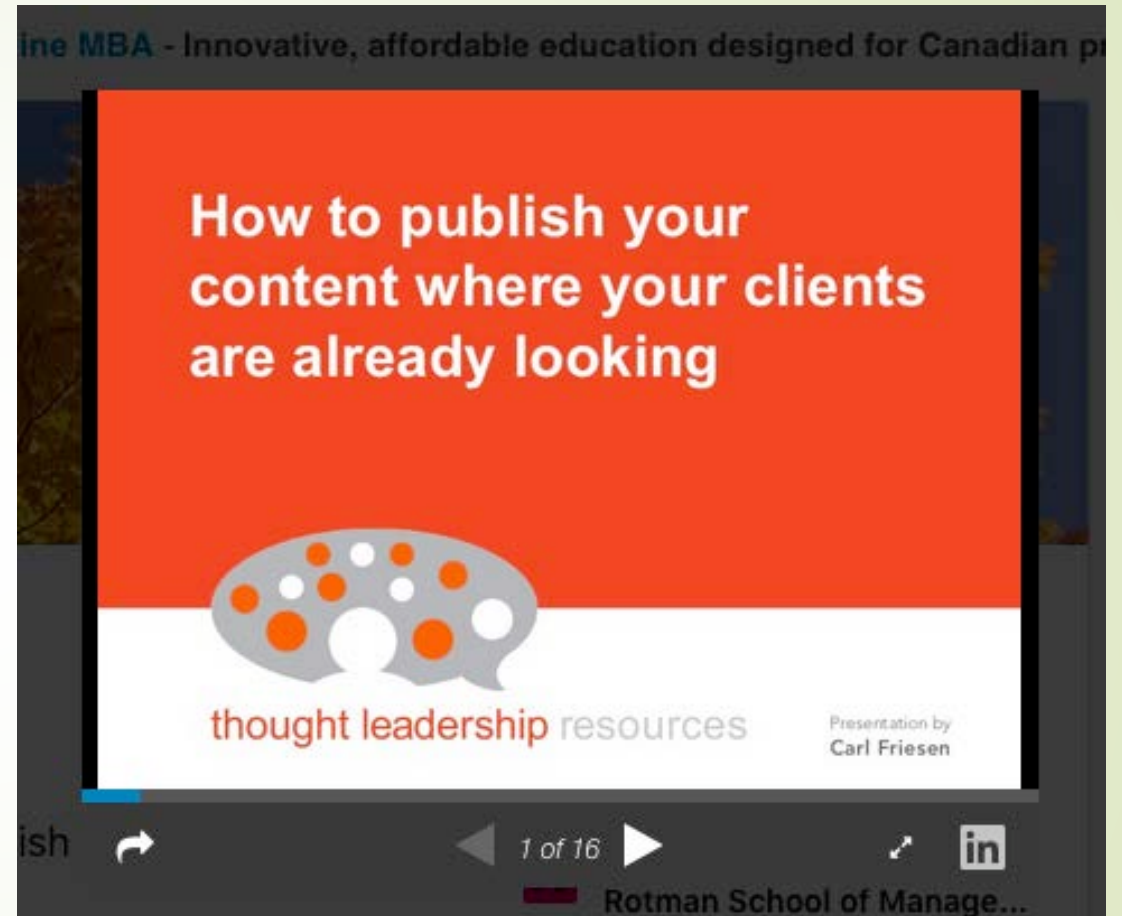 ine MBA - Innovative, affordable education designed for Canadian pr
How to publish your
content where your clients
are already looking
thought leadership resources
Presentation by
Carl Friesen
ish
1 of 16
in
Rotman School of Manage...